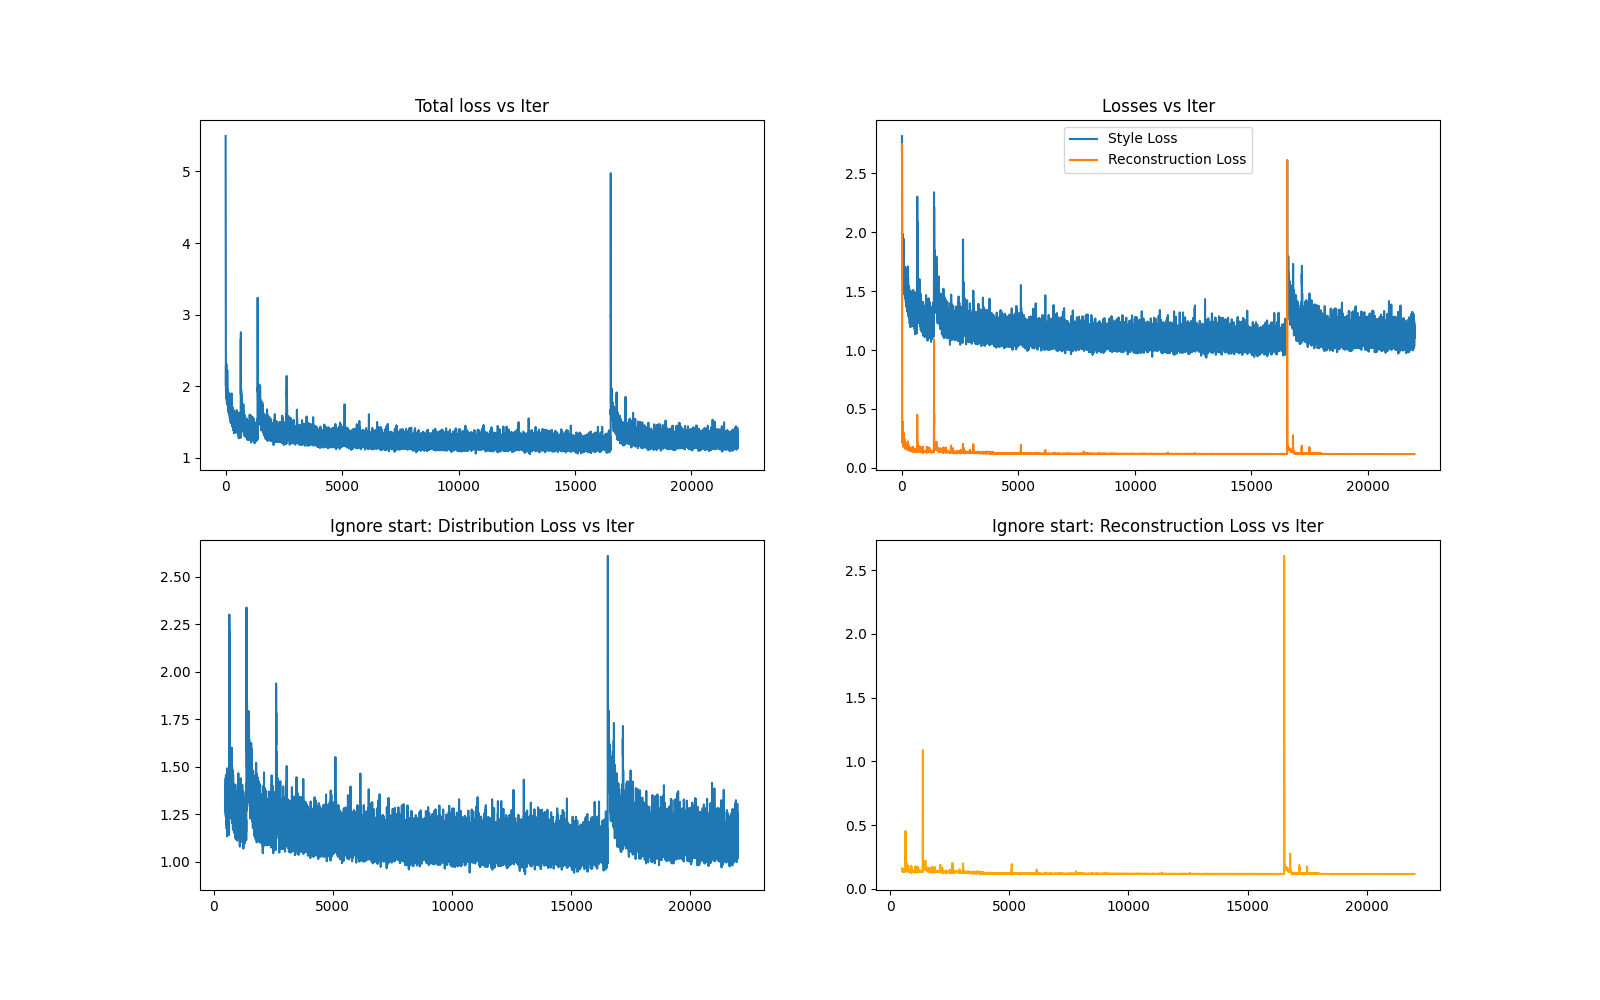 Total loss vs Iter
5
4
3
2
1
0 5000 10000 15000 20000
Losses vs Iter
Style Loss
Reconstruction Loss
2.5
2.0
1.5
1.0
0.5
0.0
0 5000 10000 15000 20000
Ignore start: Distribution Loss vs Iter
2.50
2.25
2.00
1.75
1.50
1.25
1.00
0 5000 10000 15000 20000
Ignore start: Reconstruction Loss vs Iter
2.5
2.0
1.5
1.0
0.5
0.0
0 5000 10000 15000 20000